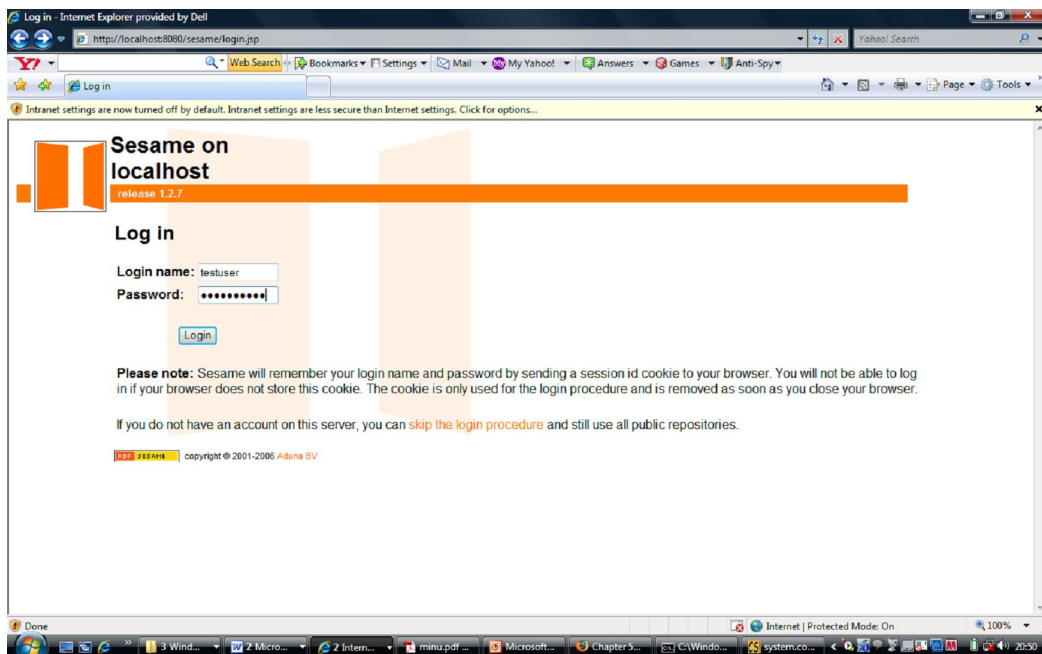 Log in - Internet Explorer provided by Dell
http://localhost:8080/sesame/login.jsp
Yahoo! Search
Y! Web Search Bookmarks Settings Mail My Yahoo! Answers Games Anti-Spy
Log in
Page Tools
Intranet settings are now turned off by default. Intranet settings are less secure than Internet settings. Click for options...
Sesame on
localhost
release 1.2.7
Log in
Login name: testuser
Password: ••••••••••
Login
Please note: Sesame will remember your login name and password by sending a session id cookie to your browser. You will not be able to log
in if your browser does not store this cookie. The cookie is only used for the login procedure and is removed as soon as you close your browser.
If you do not have an account on this server, you can skip the login procedure and still use all public repositories.
RDF SESAME copyright © 2001-2006 Aduna BV
Done
Internet | Protected Mode: On
100%
3 Wind... 2 Micro... 2 Intern... minu.pdf ... Microsoft... Chapter 5... C:\Windo... system.co... 20:50